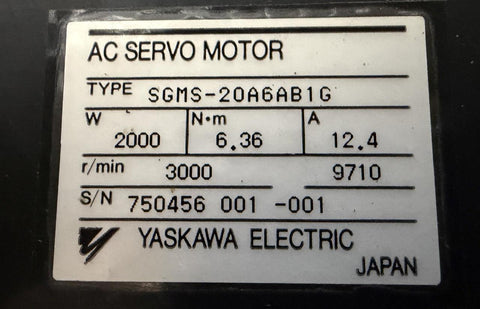 AC SERVO MOTOR
TYPE SGMS-20A6AB1G
W N·m A
2000 6.36 12.4
r/min 3000 9710
S/N 750456 001 -001
YASKAWA ELECTRIC
JAPAN